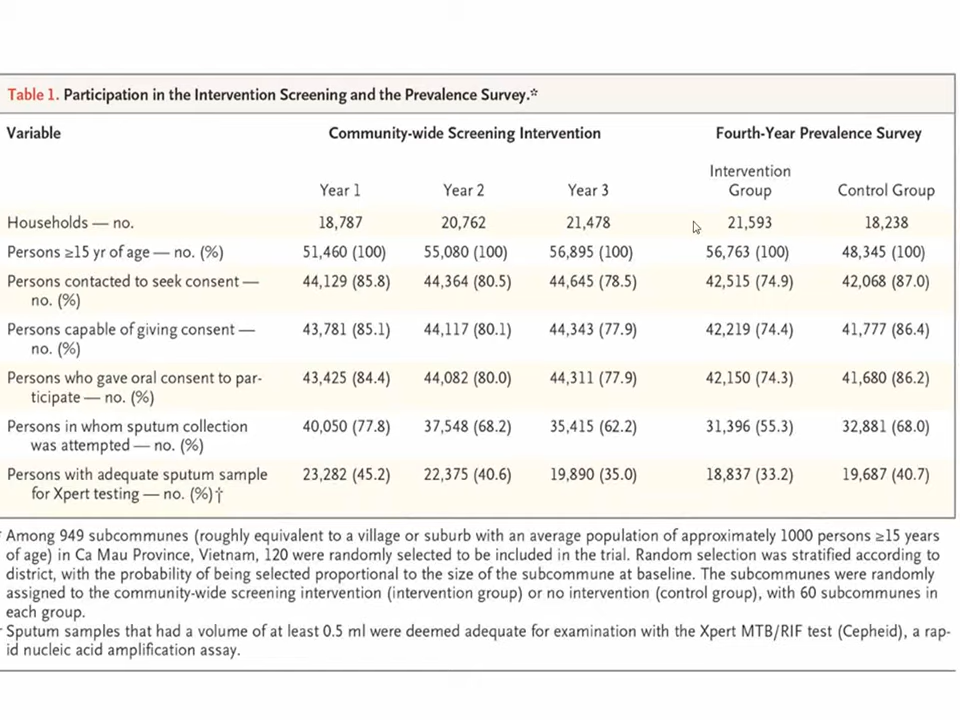 Table 1. Participation in the Intervention Screening and the Prevalence Survey.*
Variable Community-wide Screening Intervention Fourth-Year Prevalence Survey
Year 1 Year 2 Year 3 Intervention Group Control Group
Households — no. 18,787 20,762 21,478 21,593 18,238
Persons ≥15 yr of age — no. (%) 51,460 (100) 55,080 (100) 56,895 (100) 56,763 (100) 48,345 (100)
Persons contacted to seek consent — 44,129 (85.8) 44,364 (80.5) 44,645 (78.5) 42,515 (74.9) 42,068 (87.0)
no. (%)
Persons capable of giving consent — 43,781 (85.1) 44,117 (80.1) 44,343 (77.9) 42,219 (74.4) 41,777 (86.4)
no. (%)
Persons who gave oral consent to par- 43,425 (84.4) 44,082 (80.0) 44,311 (77.9) 42,150 (74.3) 41,680 (86.2)
ticipate — no. (%)
Persons in whom sputum collection 40,050 (77.8) 37,548 (68.2) 35,415 (62.2) 31,396 (55.3) 32,881 (68.0)
was attempted — no. (%)
Persons with adequate sputum sample 23,282 (45.2) 22,375 (40.6) 19,890 (35.0) 18,837 (33.2) 19,687 (40.7)
for Xpert testing — no. (%)†
Among 949 subcommunes (roughly equivalent to a village or suburb with an average population of approximately 1000 persons ≥15 years
of age) in Ca Mau Province, Vietnam, 120 were randomly selected to be included in the trial. Random selection was stratified according to
district, with the probability of being selected proportional to the size of the subcommune at baseline. The subcommunes were randomly
assigned to the community-wide screening intervention (intervention group) or no intervention (control group), with 60 subcommunes in
each group.
Sputum samples that had a volume of at least 0.5 ml were deemed adequate for examination with the Xpert MTB/RIF test (Cepheid), a rap-
id nucleic acid amplification assay.